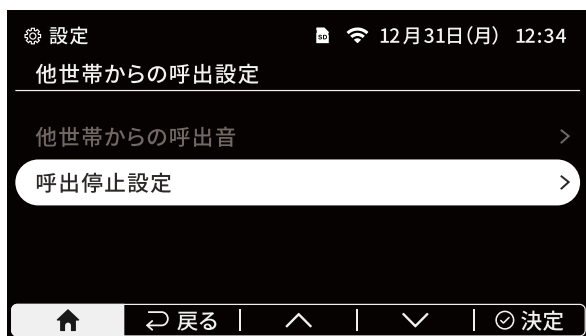 設定 SD 12月31日(月) 12:34
他世帯からの呼出設定
他世帯からの呼出音
呼出停止設定
戻る 決定